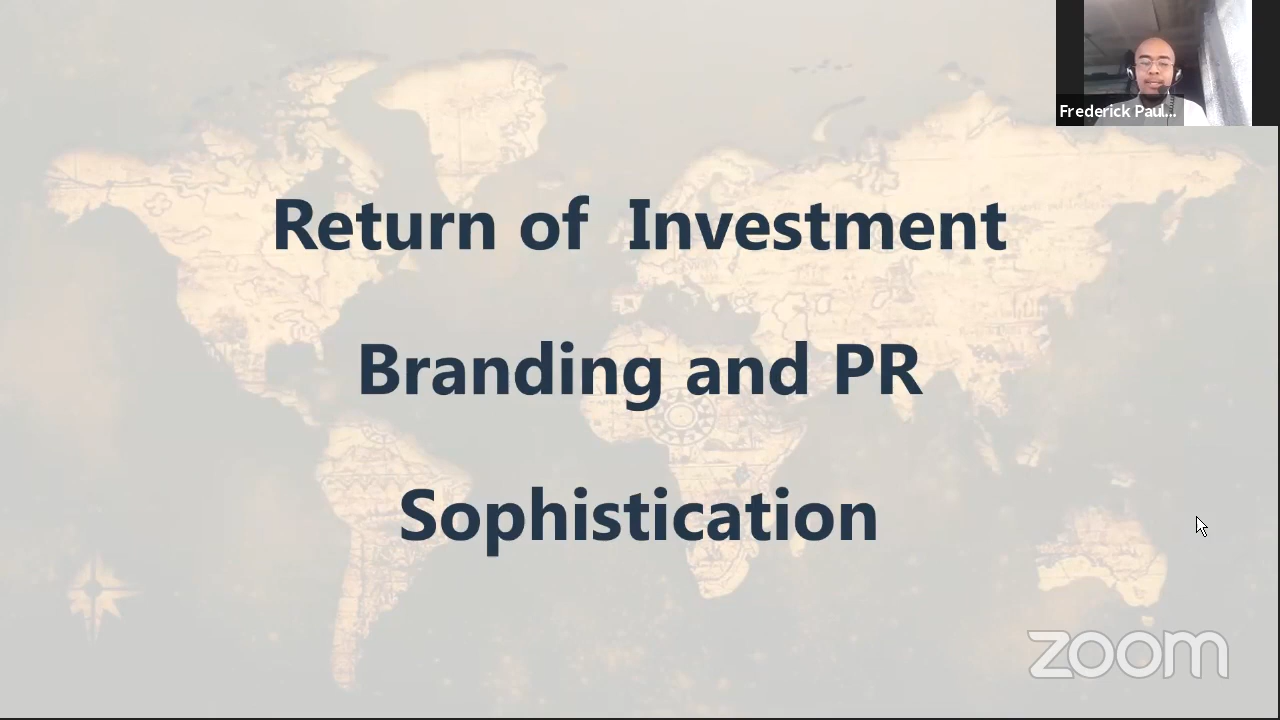 Frederick Paul...
Return of  Investment
Branding and PR
Sophistication
zoom